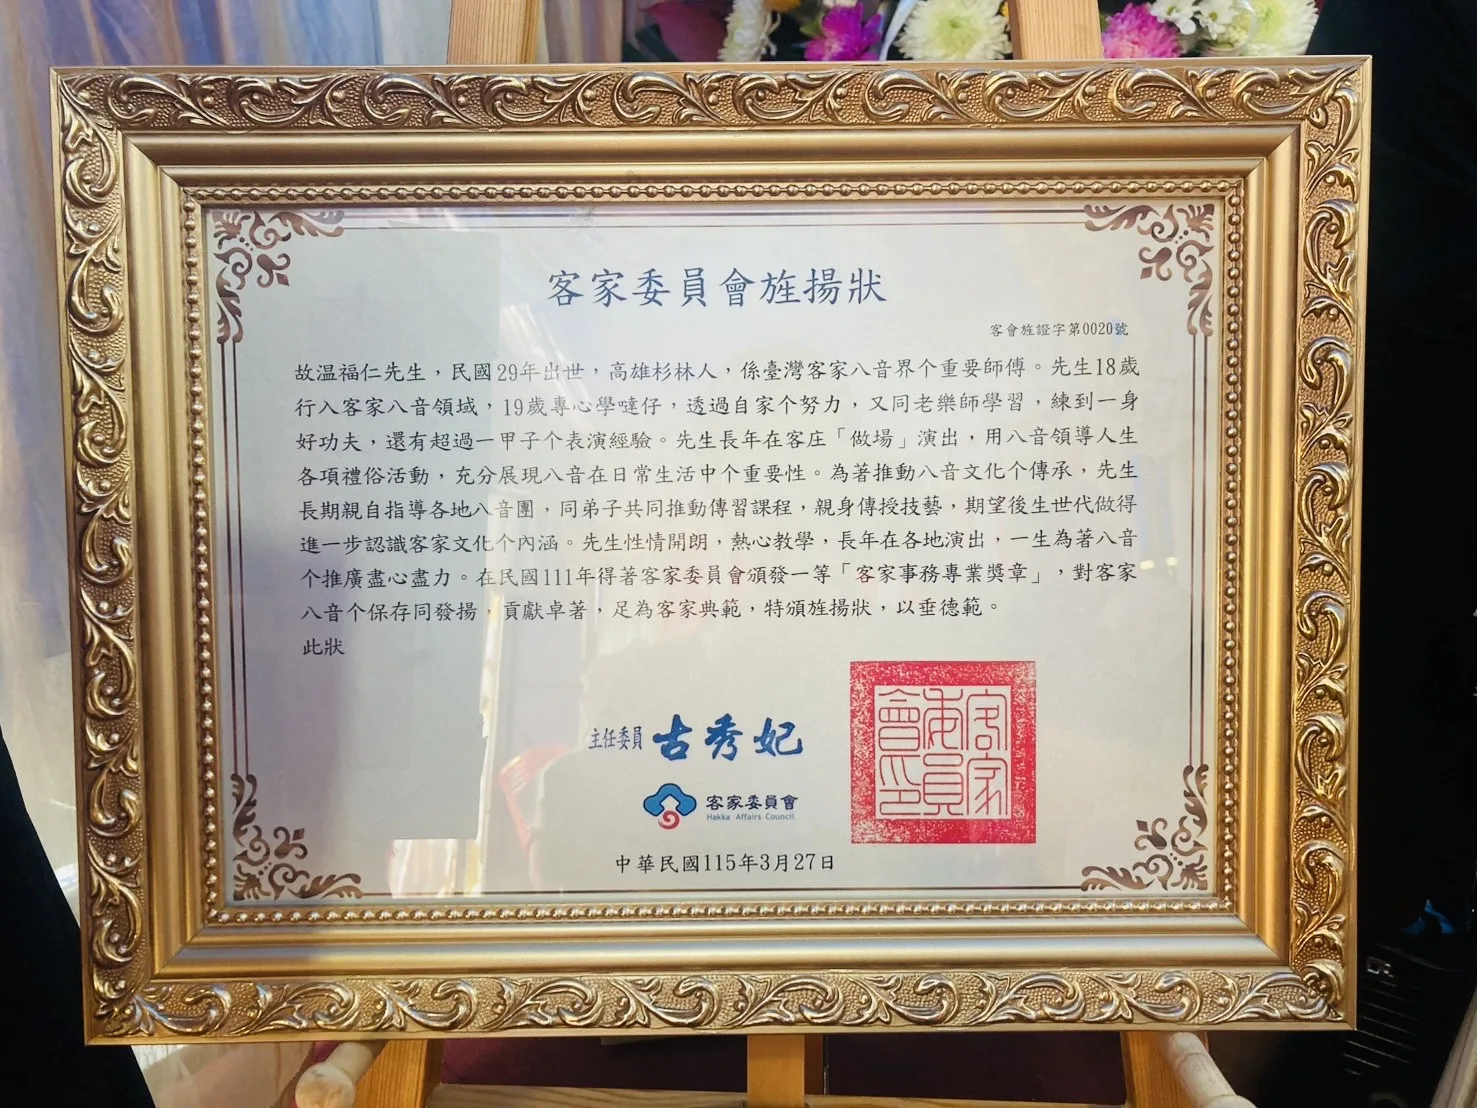 客家委員會旌揚狀
客會旌證字第0020號
故温福仁先生，民國29年出世，高雄杉林人，係臺灣客家八音界个重要師傅。先生18歲
行入客家八音領域，19歲專心學噠仔，透過自家个努力，又同老樂師學習，練到一身
好功夫，還有超過一甲子个表演經驗。先生長年在客庄「做場」演出，用八音領導人生
各項禮俗活動，充分展現八音在日常生活中个重要性。為著推動八音文化个傳承，先生
長期親自指導各地八音團，同弟子共同推動傳習課程，親身傳授技藝，期望後生世代做得
進一步認識客家文化个內涵。先生性情開朗，熱心教學，長年在各地演出，一生為著八音
个推廣盡心盡力。在民國111年得著客家委員會頒發一等「客家事務專業獎章」，對客家
八音个保存同發揚，貢獻卓著，足為客家典範，特頒旌揚狀，以垂德範。
此狀
主任委員 古秀妃
客家委員會印
客家委員會
Hakka Affairs Council
中華民國115年3月27日